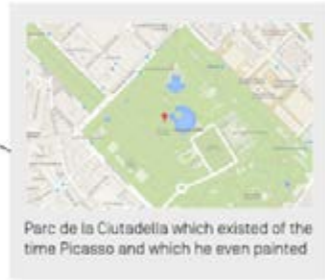 Parc de la Ciutadella which existed of the
time Picasso and which he even painted